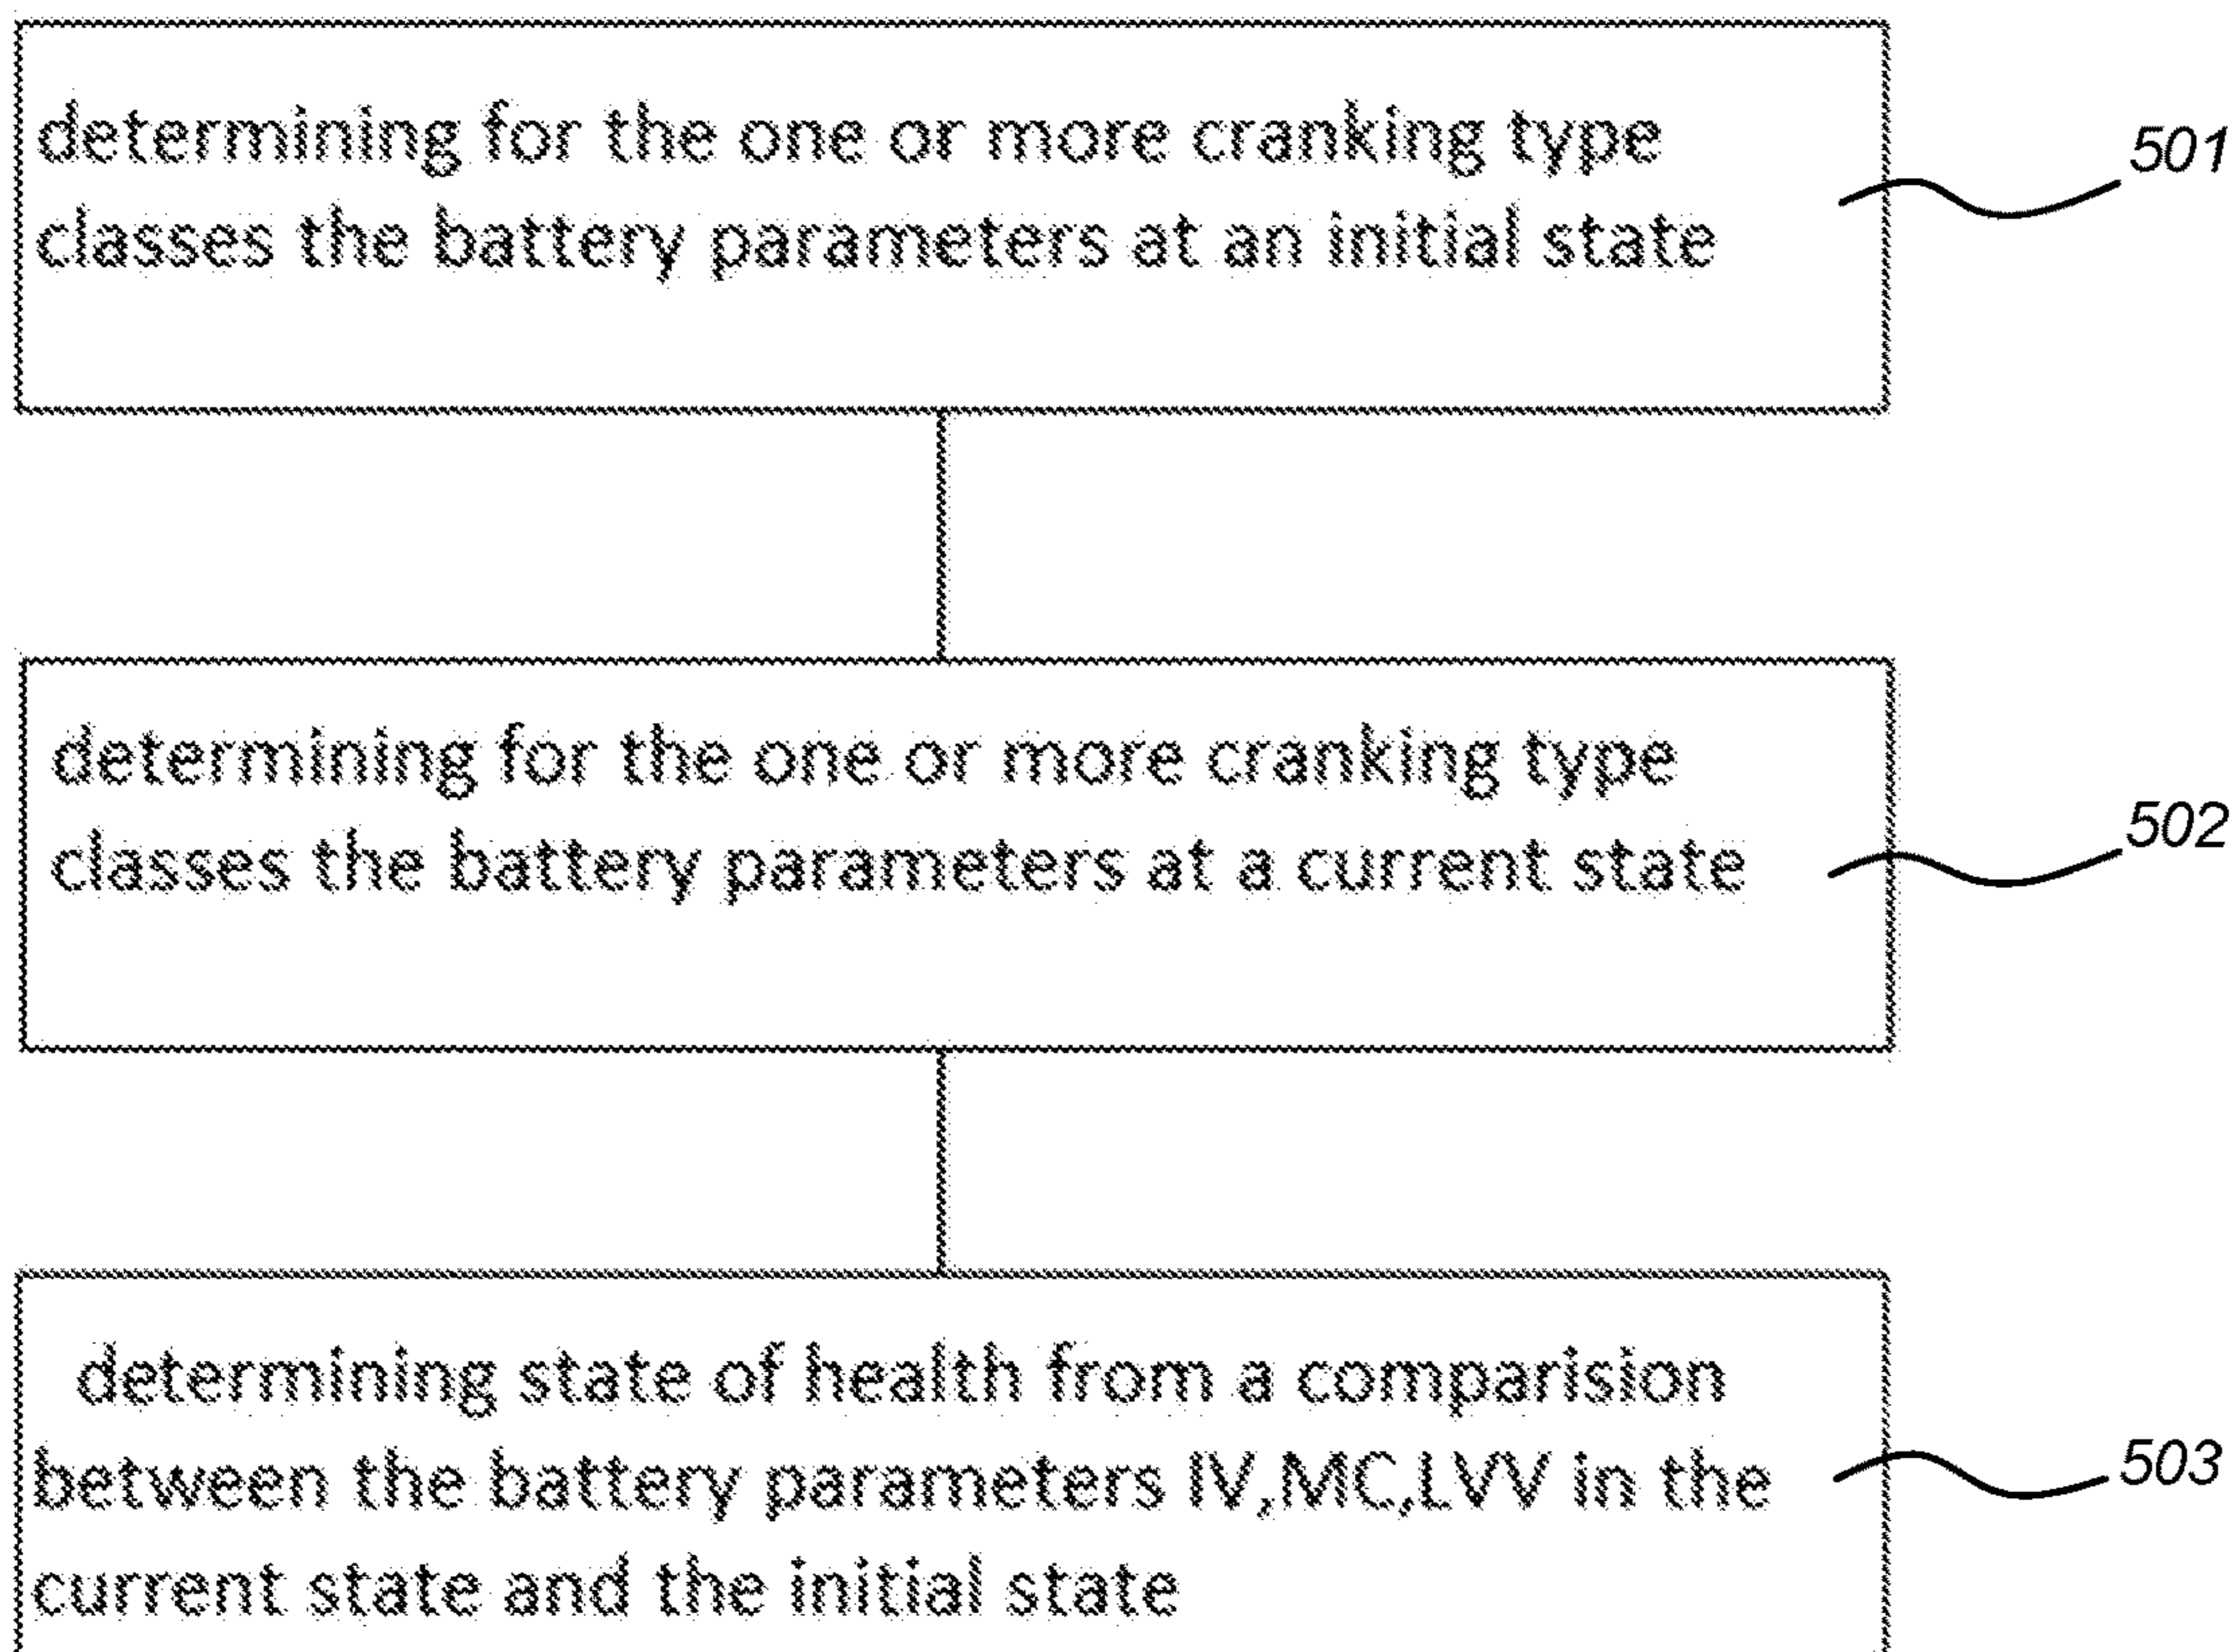 determining for the one or more cranking type
classes the battery parameters at an initial state
501
determining for the one or more cranking type
classes the battery parameters at a current state
502
determining state of health from a comparision
between the battery parameters IV,MC,LVV in the
current state and the initial state
503